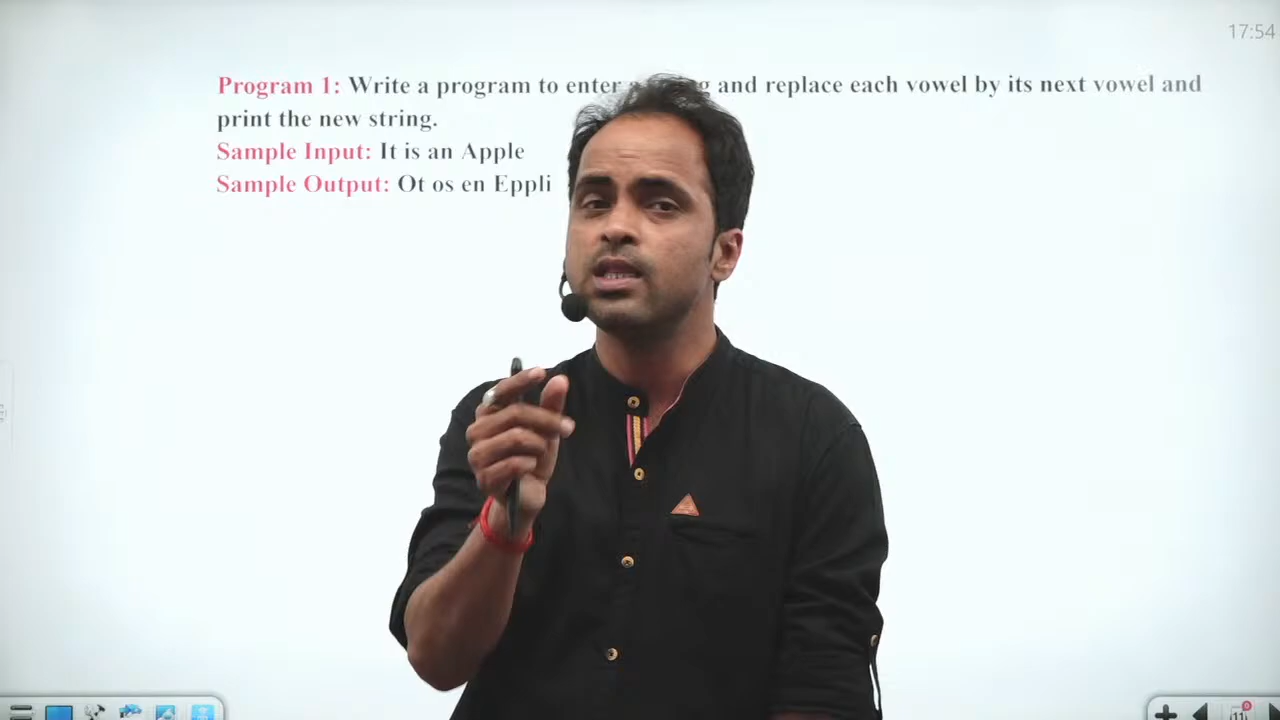 17:54
Program 1: Write a program to enter a g and replace each vowel by its next vowel and
print the new string.
Sample Input: It is an Apple
Sample Output: Ot os en Eppli